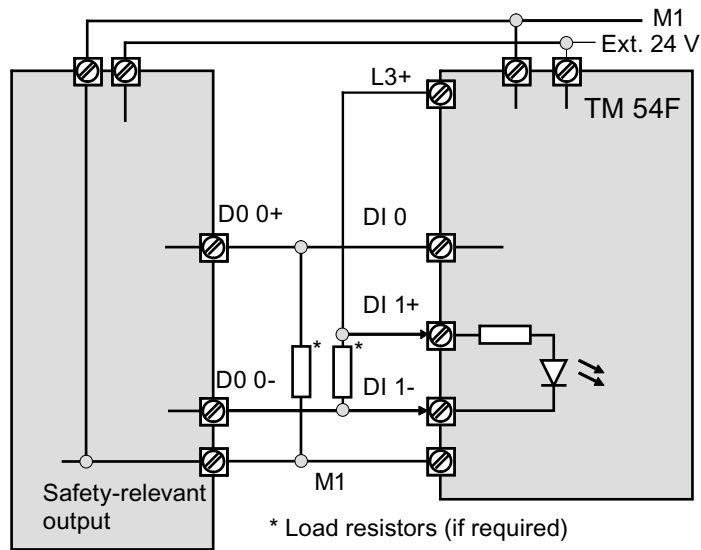 M1
Ext. 24 V
L3+
TM 54F
D0 0+
DI 0
DI 1+
*
*
D0 0-
DI 1-
M1
Safety-relevant
output
* Load resistors (if required)